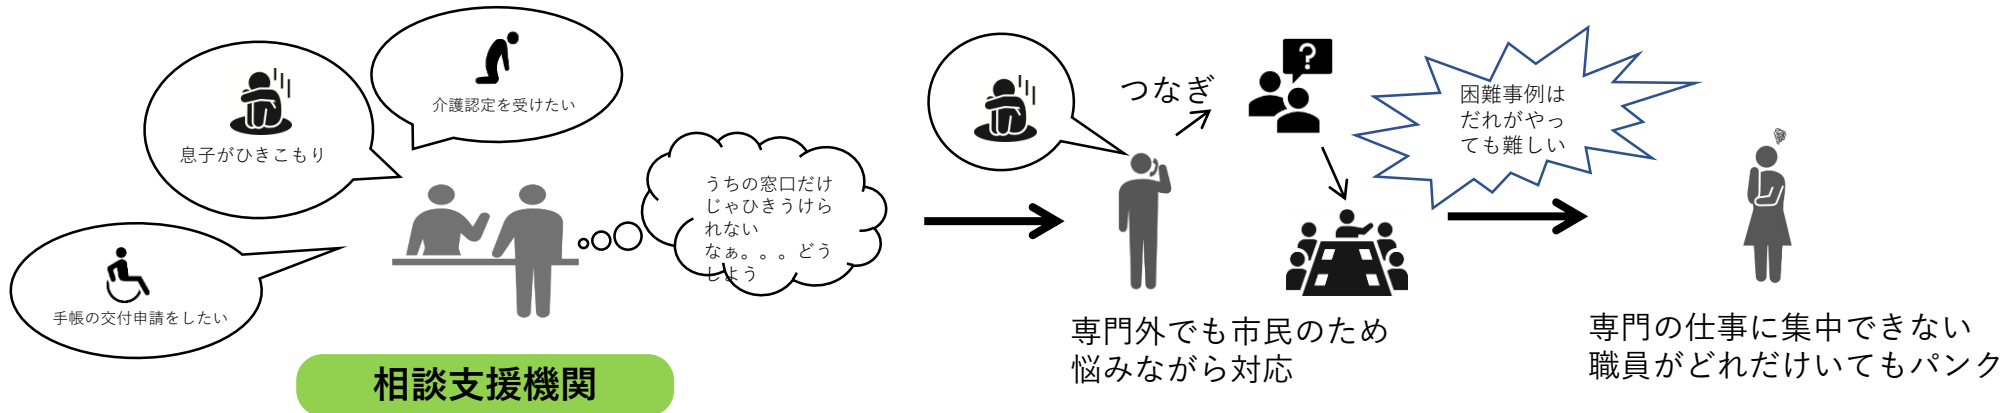 介護認定を受けたい
息子がひきこもり
手帳の交付申請をしたい
うちの窓口だけ
じゃひきうけら
れない
なぁ。。。どう
しよう
相談支援機関
つなぎ
専門外でも市民のため
悩みながら対応
困難事例は
だれがやっ
ても難しい
専門の仕事に集中できない
職員がどれだけいてもパンク
?